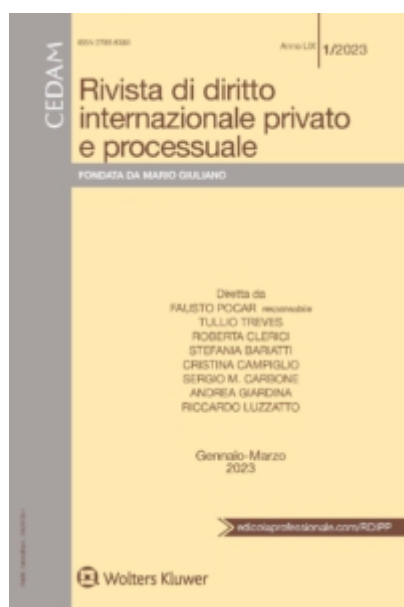 CEDAM
Anno LIX
1/2023
Rivista di diritto
internazionale privato
e processuale
FONDATA DA MARIO GIULIANO
Diretta da
FAUSTO POCAR responsabile
TULLIO TREVES
ROBERTA CLERICI
STEFANIA BARIATTI
CRISTINA CAMPIGLIO
SERGIO M. CARBONE
ANDREA GIARDINA
RICCARDO LUZZATTO
Gennaio-Marzo
2023
edicolaprofessionale.com/RDIPP
Wolters Kluwer